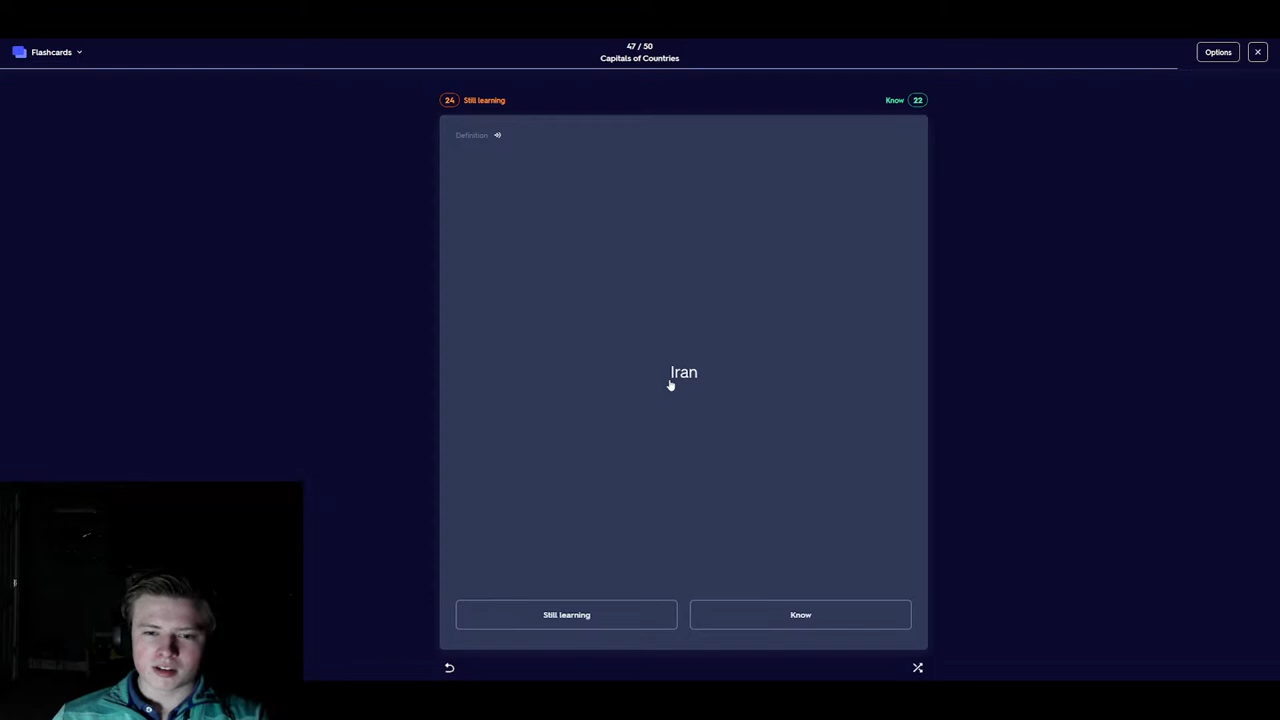 Flashcards
47 / 50
Capitals of Countries
Options
24 Still learning
Know 22
Definition
Iran
Still learning
Know